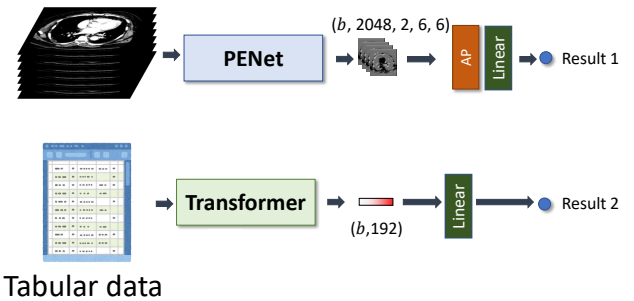 (b, 2048, 2, 6, 6)
PENet
AP
Linear
Result 1
Transformer
(b,192)
Linear
Result 2
Tabular data